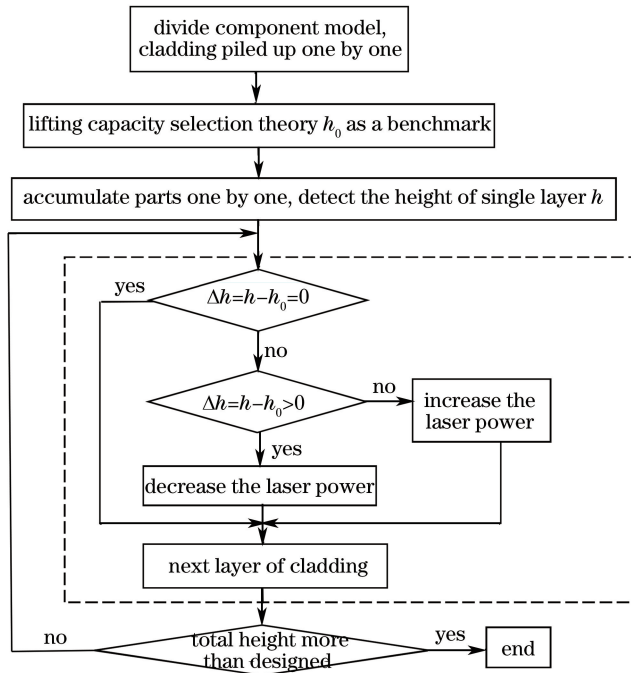 divide component model,
cladding piled up one by one
lifting capacity selection theory h₀ as a benchmark
accumulate parts one by one, detect the height of single layer h
yes
Δh=h−h₀=0
no
Δh=h−h₀>0
no
increase the
laser power
yes
decrease the laser power
next layer of cladding
no
total height more
than designed
yes
end